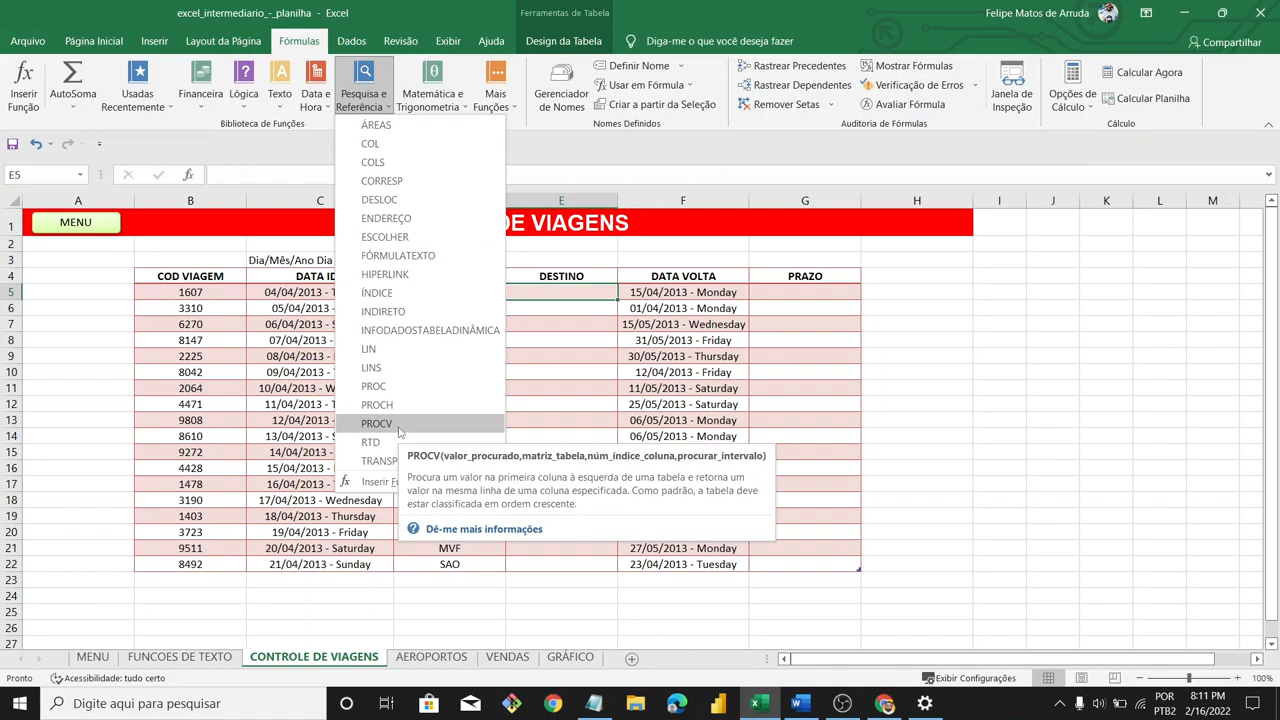 excel_intermediario_-_planilha - Excel
Ferramentas de Tabela
Felipe Matos de Arruda
Arquivo Página Inicial Inserir Layout da Página Fórmulas Dados Revisão Exibir Ajuda Design da Tabela Diga-me o que você deseja fazer Compartilhar
Inserir Função
AutoSoma
Usadas Recentemente
Financeira
Lógica
Texto
Data e Hora
Pesquisa e Referência
Matemática e Trigonometria
Mais Funções
Biblioteca de Funções
Gerenciador de Nomes
Definir Nome
Usar em Fórmula
Criar a partir da Seleção
Nomes Definidos
Rastrear Precedentes
Rastrear Dependentes
Remover Setas
Mostrar Fórmulas
Verificação de Erros
Avaliar Fórmula
Janela de Inspeção
Auditoria de Fórmulas
Opções de Cálculo
Calcular Agora
Calcular Planilha
Cálculo
E5
fx
A B C E F G H I J K L M
1 MENU DE VIAGENS
2
3 Dia/Mês/Ano Dia
4 COD VIAGEM DATA ID DESTINO DATA VOLTA PRAZO
5 1607 04/04/2013 - T 15/04/2013 - Monday
6 3310 05/04/2013 - 01/04/2013 - Monday
7 6270 06/04/2013 - S 15/05/2013 - Wednesday
8 8147 07/04/2013 - 31/05/2013 - Friday
9 2225 08/04/2013 - 30/05/2013 - Thursday
10 8042 09/04/2013 - 12/04/2013 - Friday
11 2064 10/04/2013 - W 11/05/2013 - Saturday
12 4471 11/04/2013 - T 25/05/2013 - Saturday
13 9808 12/04/2013 - 06/05/2013 - Monday
14 8610 13/04/2013 - S 06/05/2013 - Monday
15 9272 14/04/2013 -
16 4428 15/04/2013 -
17 1478 16/04/2013 -
18 3190 17/04/2013 - Wednesday
19 1403 18/04/2013 - Thursday
20 3723 19/04/2013 - Friday
21 9511 20/04/2013 - Saturday MVF 27/05/2013 - Monday
22 8492 21/04/2013 - Sunday SAO 23/04/2013 - Tuesday
23
24
25
26
27
ÁREAS
COL
COLS
CORRESP
DESLOC
ENDEREÇO
ESCOLHER
FÓRMULATEXTO
HIPERLINK
ÍNDICE
INDIRETO
INFODADOSTABELADINÂMICA
LIN
LINS
PROC
PROCH
PROCV
RTD
TRANSP
fx Inserir Fu
PROCV(valor_procurado,matriz_tabela,núm_índice_coluna,procurar_intervalo)
Procura um valor na primeira coluna à esquerda de uma tabela e retorna um
valor na mesma linha de uma coluna especificada. Como padrão, a tabela deve
estar classificada em ordem crescente.
Dê-me mais informações
MENU FUNCOES DE TEXTO CONTROLE DE VIAGENS AEROPORTOS VENDAS GRÁFICO
Pronto Acessibilidade: tudo certo Exibir Configurações 100%
Digite aqui para pesquisar
POR 8:11 PM
PTB2 2/16/2022